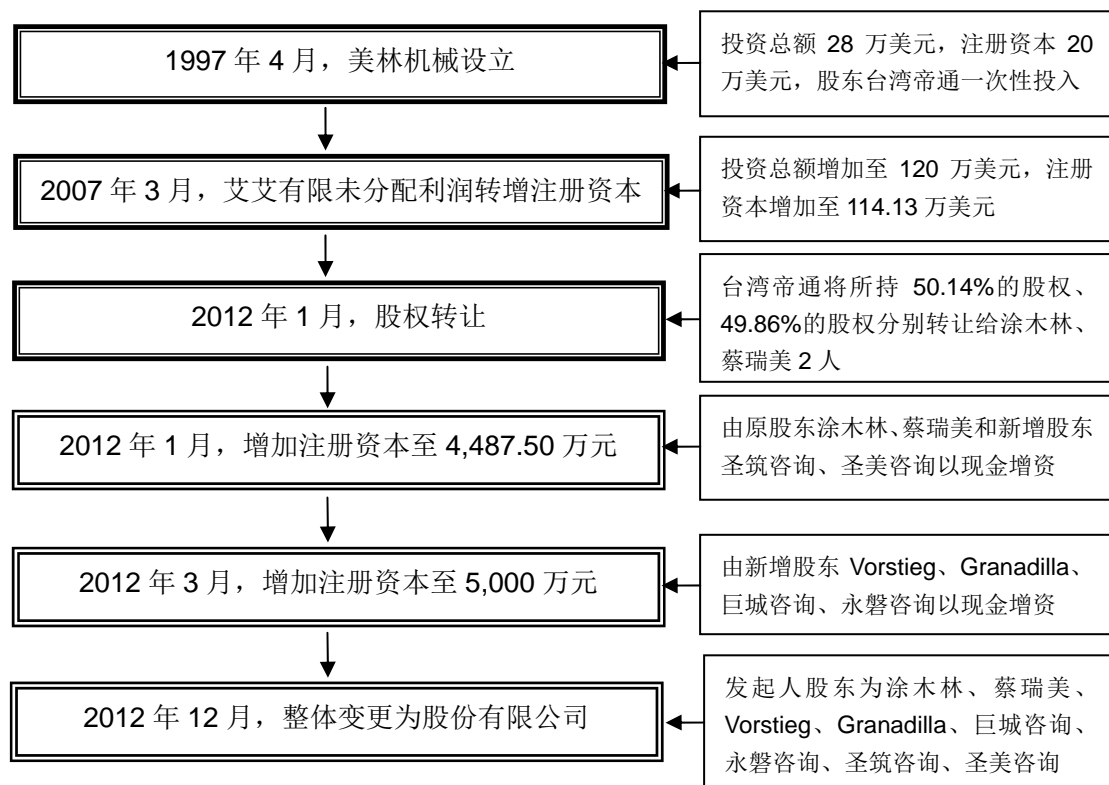 1997 年 4 月，美林机械设立
投资总额 28 万美元，注册资本 20
万美元，股东台湾帝通一次性投入
2007 年 3 月，艾艾有限未分配利润转增注册资本
投资总额增加至 120 万美元，注册
资本增加至 114.13 万美元
2012 年 1 月，股权转让
台湾帝通将所持 50.14%的股权、
49.86%的股权分别转让给涂木林、
蔡瑞美 2 人
2012 年 1 月，增加注册资本至 4,487.50 万元
由原股东涂木林、蔡瑞美和新增股东
圣筑咨询、圣美咨询以现金增资
2012 年 3 月，增加注册资本至 5,000 万元
由新增股东 Vorstieg、Granadilla、
巨城咨询、永磐咨询以现金增资
2012 年 12 月，整体变更为股份有限公司
发起人股东为涂木林、蔡瑞美、
Vorstieg、Granadilla、巨城咨询、
永磐咨询、圣筑咨询、圣美咨询